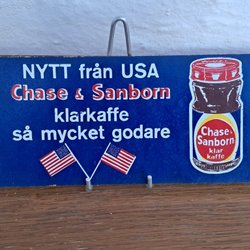 NYTT från USA
Chase & Sanborn
klarkaffe
så mycket godare
Chase &
Sanborn
klar
kaffe